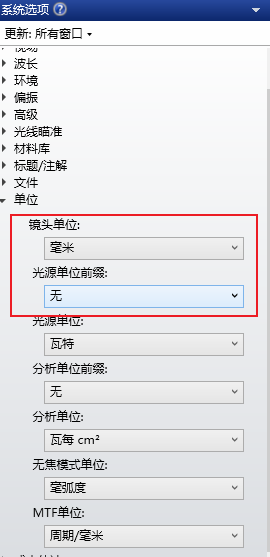 系统选项
更新: 所有窗口
波长
环境
偏振
高级
光线瞄准
材料库
标题/注解
文件
单位
镜头单位:
毫米
光源单位前缀:
无
光源单位:
瓦特
分析单位前缀:
无
分析单位:
瓦每 cm²
无焦模式单位:
毫弧度
MTF单位:
周期/毫米